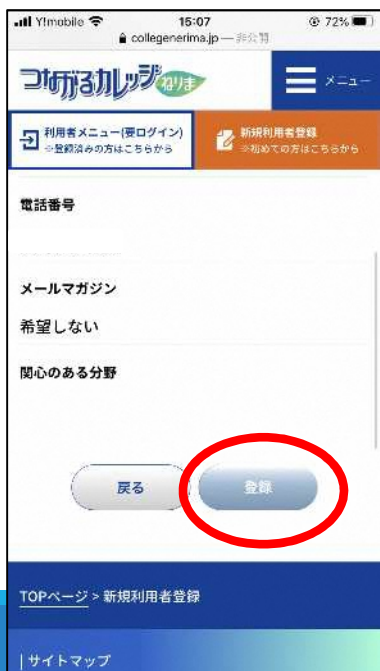 Y!mobile 15:07 72%
collegenerima.jp — 非公開
つながるカレッジねりま
メニュー
利用者メニュー(要ログイン)
※登録済みの方はこちらから
新規利用者登録
※初めての方はこちらから
電話番号
メールマガジン
希望しない
関心のある分野
戻る
登録
TOPページ > 新規利用者登録
|サイトマップ